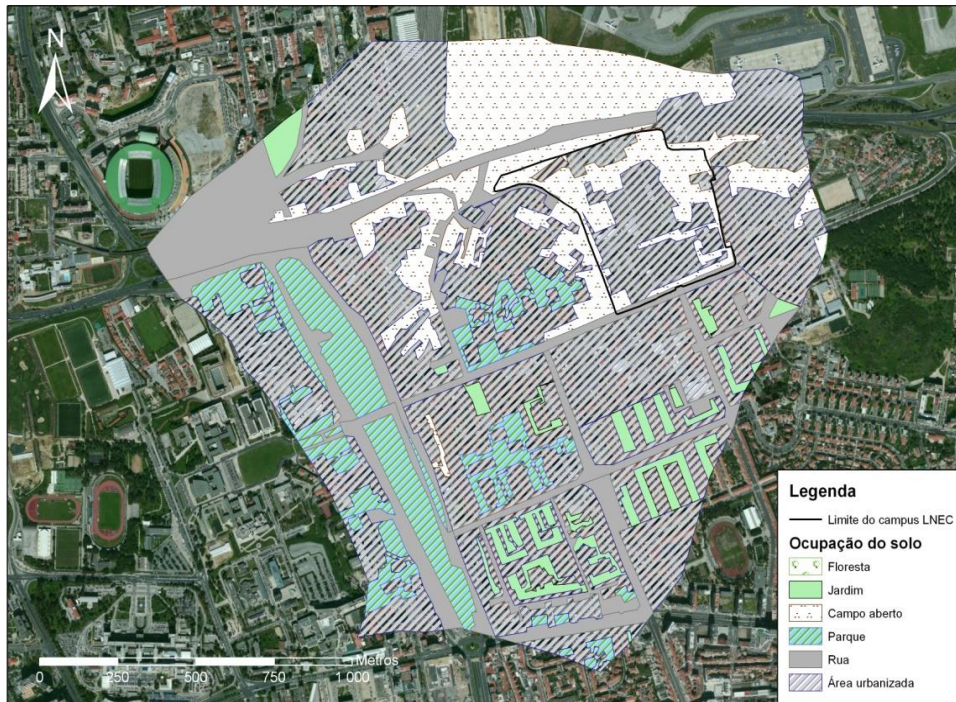 N
Legenda
Limite do campus LNEC
Ocupação do solo
Floresta
Jardim
Campo aberto
Parque
Rua
Área urbanizada
Metros
0 250 500 750 1 000